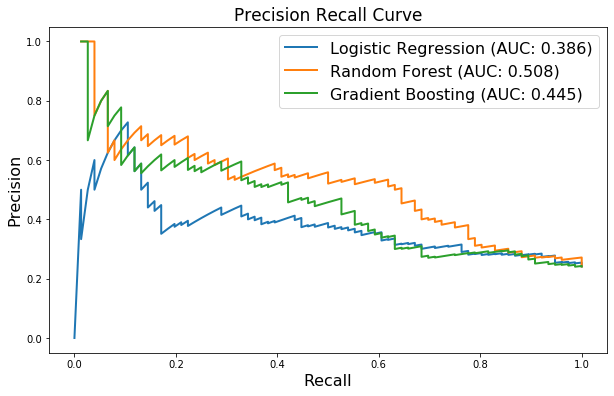 Precision Recall Curve
Logistic Regression (AUC: 0.386)
Random Forest (AUC: 0.508)
Gradient Boosting (AUC: 0.445)
1.0
0.8
0.6
0.4
0.2
0.0
Precision
0.0 0.2 0.4 0.6 0.8 1.0
Recall